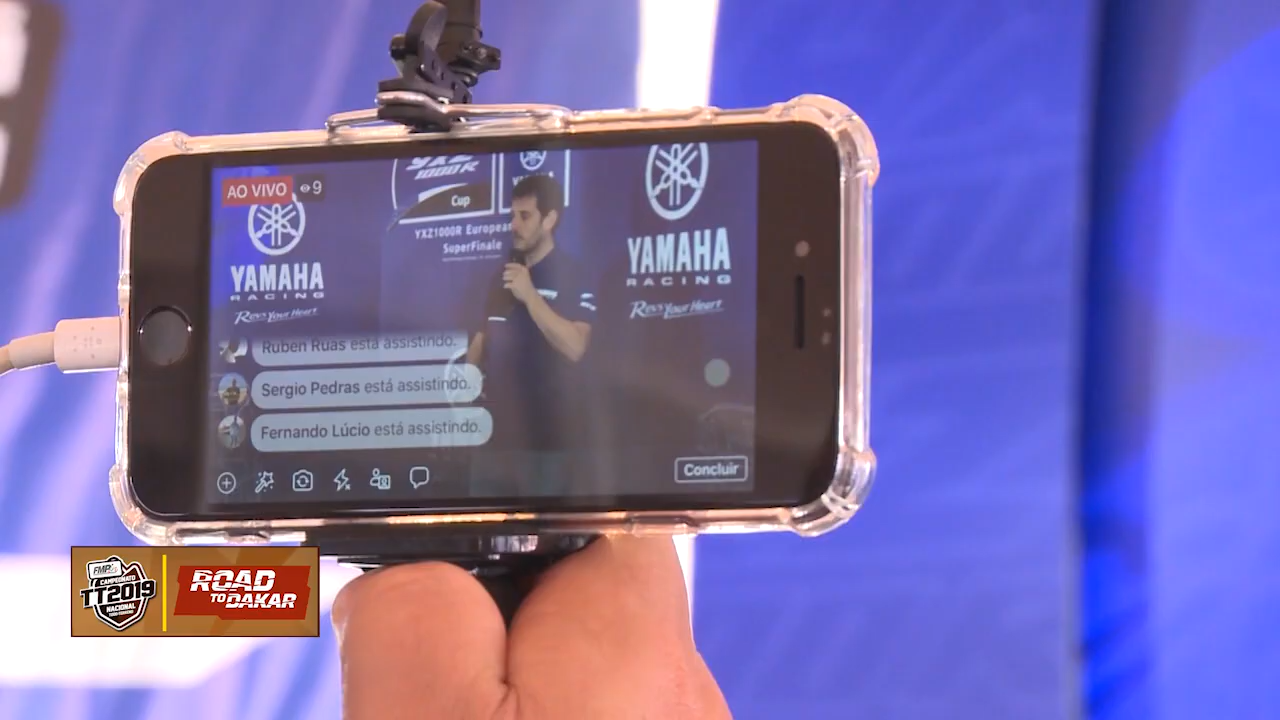 AO VIVO 9
YXZ
1000R
Cup
YXZ1000R European
SuperFinale
YAMAHA
RACING
Revs Your Heart
YAMAHA
RACING
Revs Your Heart
Ruben Ruas está assistindo.
Sergio Pedras está assistindo.
Fernando Lúcio está assistindo.
Concluir
FMP
CAMPEONATO
TT2019
NACIONAL
ROAD
TO DAKAR